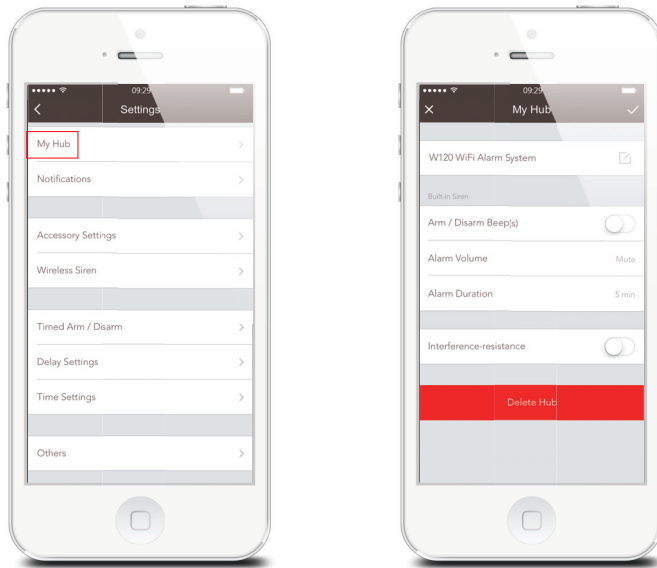 09:29
Settings
My Hub
Notifications
Accessory Settings
Wireless Siren
Timed Arm / Disarm
Delay Settings
Time Settings
Others
09:29
My Hub
W120 WiFi Alarm System
Built-in Siren
Arm / Disarm Beep(s)
Alarm Volume Mute
Alarm Duration 5 min
Interference-resistance
Delete Hub